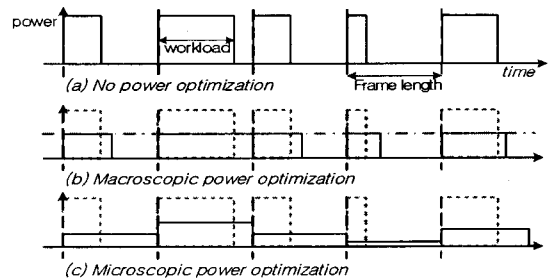 power
workload
time
(a) No power optimization
Frame length
(b) Macroscopic power optimization
(c) Microscopic power optimization